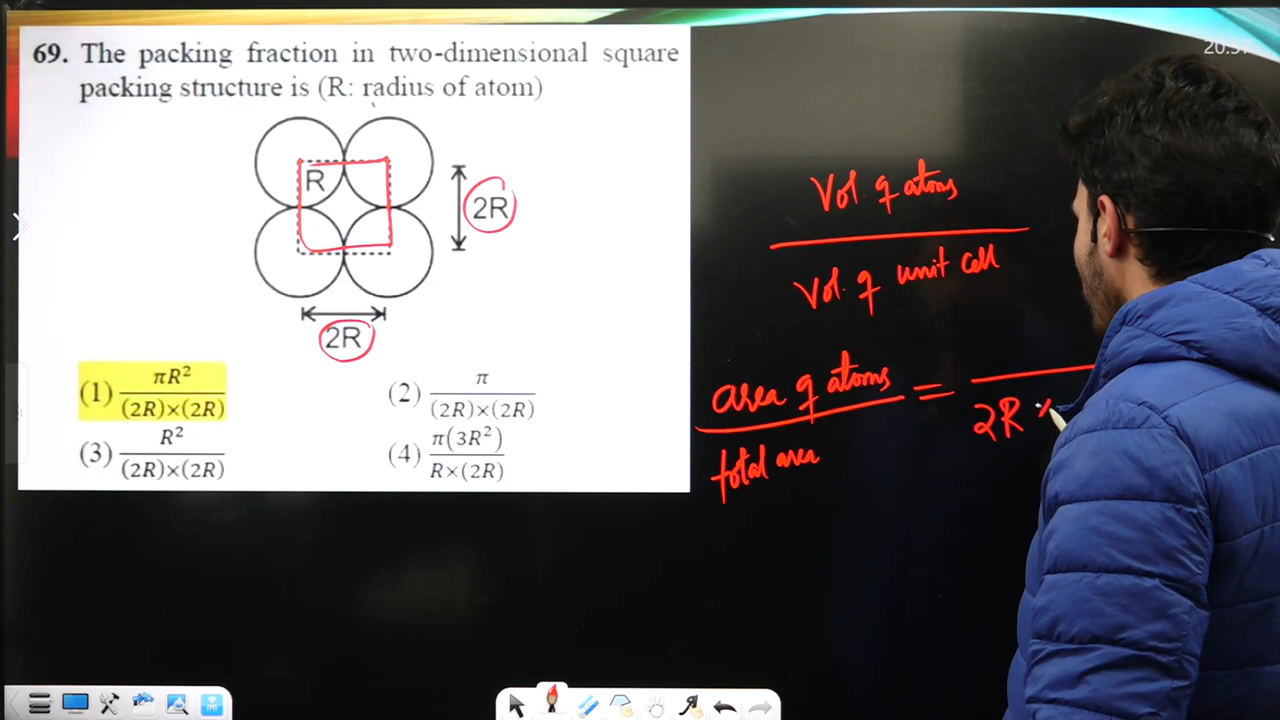 69. The packing fraction in two-dimensional square
packing structure is (R: radius of atom)
R
2R
2R
(1) πR²/((2R)×(2R))
(2) π/((2R)×(2R))
(3) R²/((2R)×(2R))
(4) π(3R²)/(R×(2R))
Vol. of atoms
Vol. of unit cell
area of atoms =
total area
2R ×